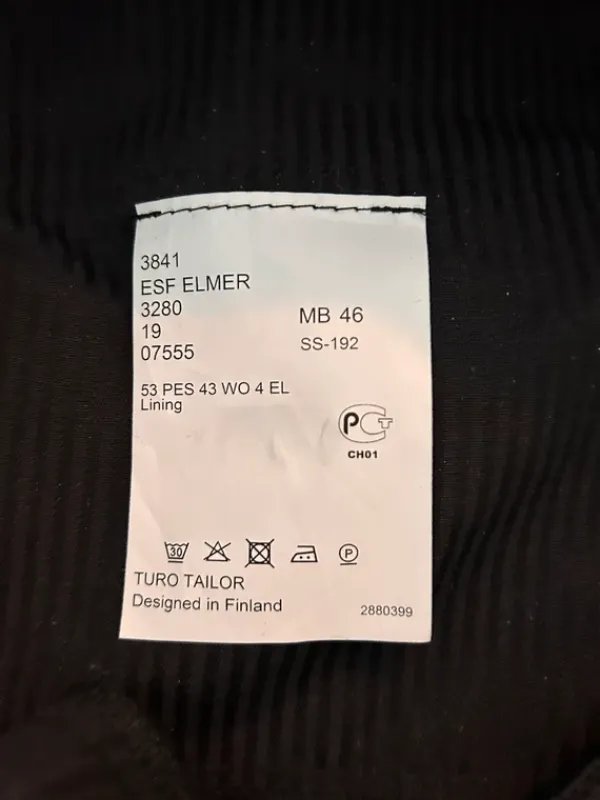 3841
ESF ELMER
3280
19
07555
MB 46
SS-192
53 PES 43 WO 4 EL
Lining
PCT
CH01
30
P
TURO TAILOR
Designed in Finland
2880399